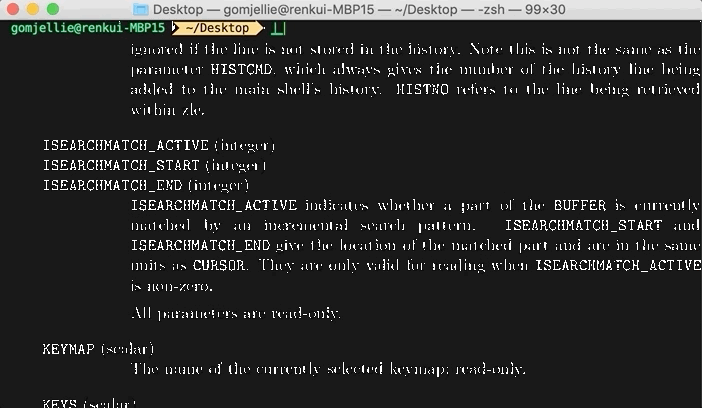 Desktop — gomjellie@renkui-MBP15 — ~/Desktop — -zsh — 99×30
gomjellie@renkui-MBP15 ~/Desktop
ignored if the line is not stored in the history. Note this is not the same as the
parameter HISTCMD, which always gives the number of the history line being
added to the main shell's history. HISTNO refers to the line being retrieved
within zle.
ISEARCHMATCH_ACTIVE (integer)
ISEARCHMATCH_START (integer)
ISEARCHMATCH_END (integer)
ISEARCHMATCH_ACTIVE indicates whether a part of the BUFFER is currently
matched by an incremental search pattern. ISEARCHMATCH_START and
ISEARCHMATCH_END give the location of the matched part and are in the same
units as CURSOR. They are only valid for reading when ISEARCHMATCH_ACTIVE
is non-zero.
All parameters are read-only.
KEYMAP (scalar)
The name of the currently selected keymap; read-only.
KEYS (scalar)